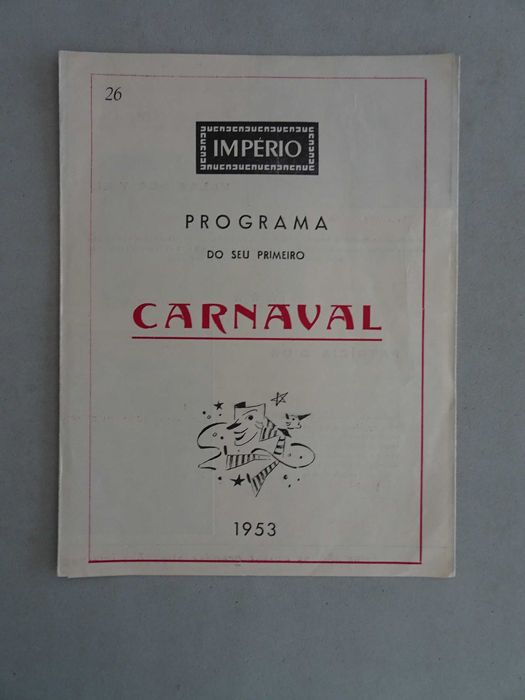 26
IMPÉRIO
PROGRAMA
DO SEU PRIMEIRO
CARNAVAL
1953